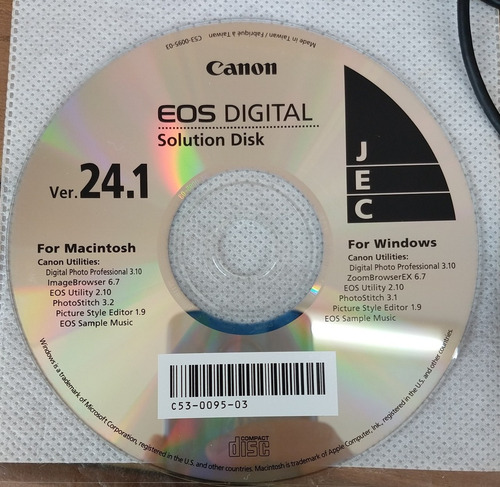 Made in Taiwan / Fabriqué à Taiwan C53-0095-03
Canon
EOS DIGITAL
Solution Disk
J
E
C
Ver.24.1
For Macintosh
Canon Utilities:
Digital Photo Professional 3.10
ImageBrowser 6.7
EOS Utility 2.10
PhotoStitch 3.2
Picture Style Editor 1.9
EOS Sample Music
For Windows
Canon Utilities:
Digital Photo Professional 3.10
ZoomBrowserEX 6.7
EOS Utility 2.10
PhotoStitch 3.1
Picture Style Editor 1.9
EOS Sample Music
C53-0095-03
COMPACT
disc
Windows is a trademark of Microsoft Corporation, registered in the U.S. and other countries. Macintosh is a trademark of Apple Computer, Inc., registered in the U.S. and other countries.